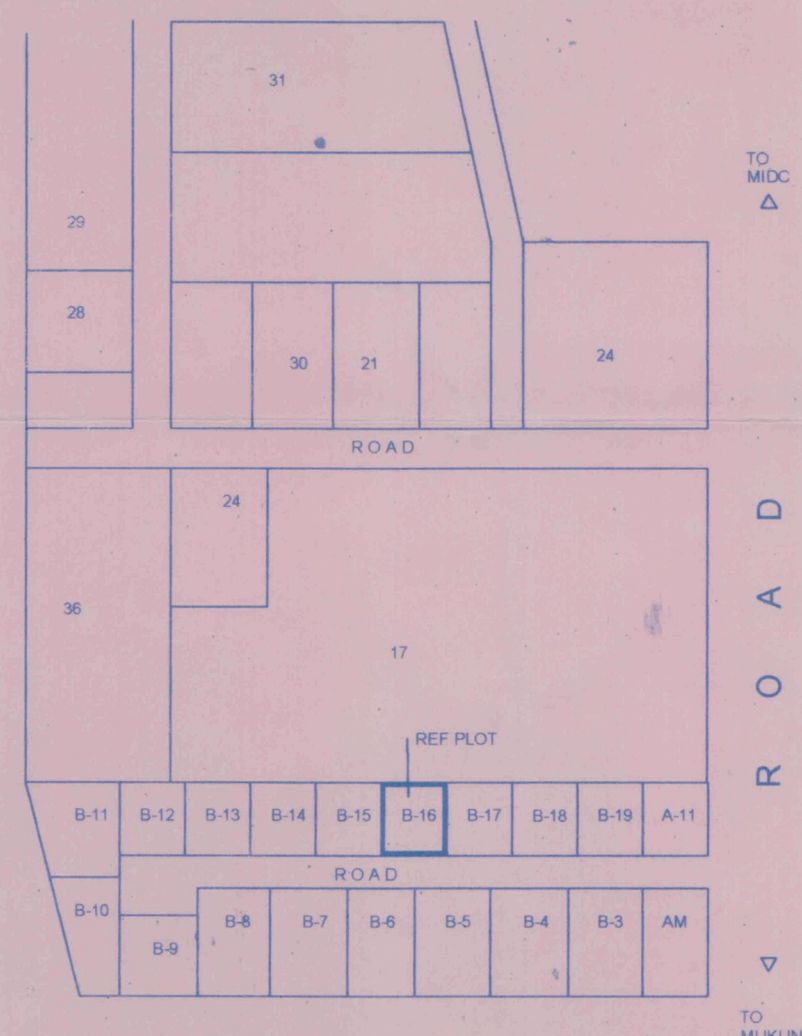 31
TO
MIDC
29
28
30 21 24
ROAD
24
36
17
ROAD
REF PLOT
B-11 B-12 B-13 B-14 B-15 B-16 B-17 B-18 B-19 A-11
ROAD
B-10 B-9 B-8 B-7 B-6 B-5 B-4 B-3 AM
TO